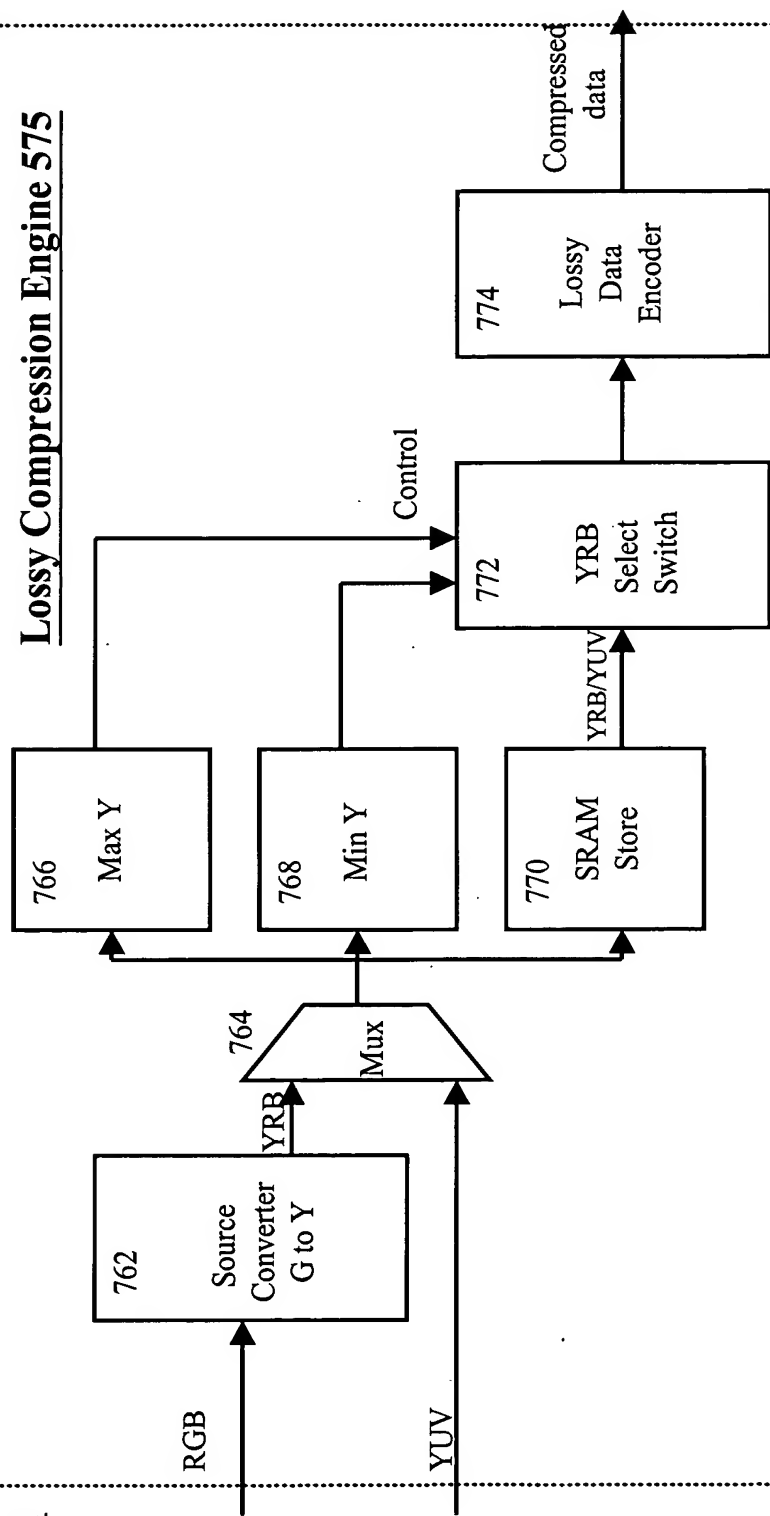 Lossy Compression Engine 575
RGB
YUV
762
Source
Converter
G to Y
YRB
764
Mux
766
Max Y
768
Min Y
770
SRAM
Store
YRB/YUV
Control
772
YRB
Select
Switch
774
Lossy
Data
Encoder
Compressed
data